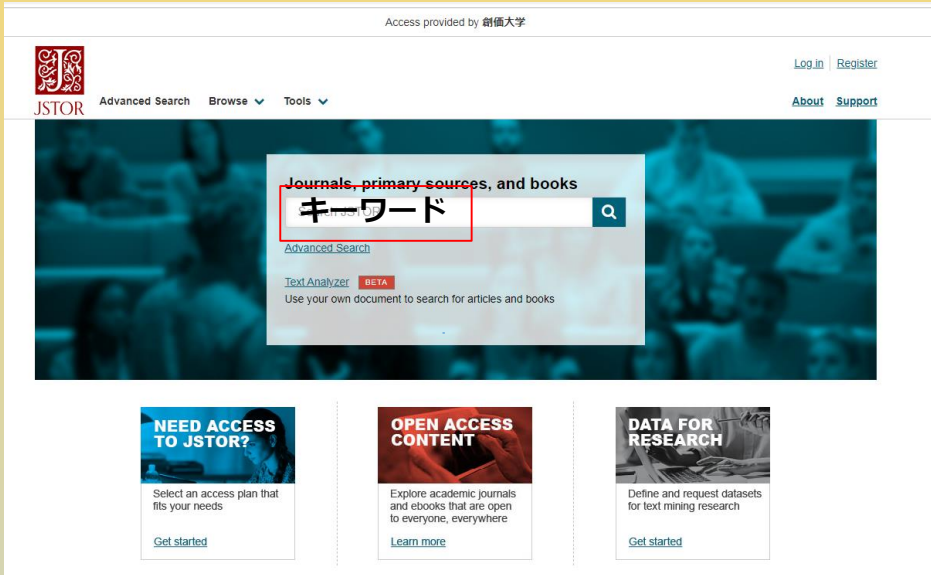 Access provided by 創価大学
Log in Register
JSTOR
Advanced Search Browse Tools
About Support
Journals, primary sources, and books
Search JSTOR
キーワード
Advanced Search
Text Analyzer BETA
Use your own document to search for articles and books
NEED ACCESS
TO JSTOR?
Select an access plan that
fits your needs
Get started
OPEN ACCESS
CONTENT
Explore academic journals
and ebooks that are open
to everyone, everywhere
Learn more
DATA FOR
RESEARCH
Define and request datasets
for text mining research
Get started